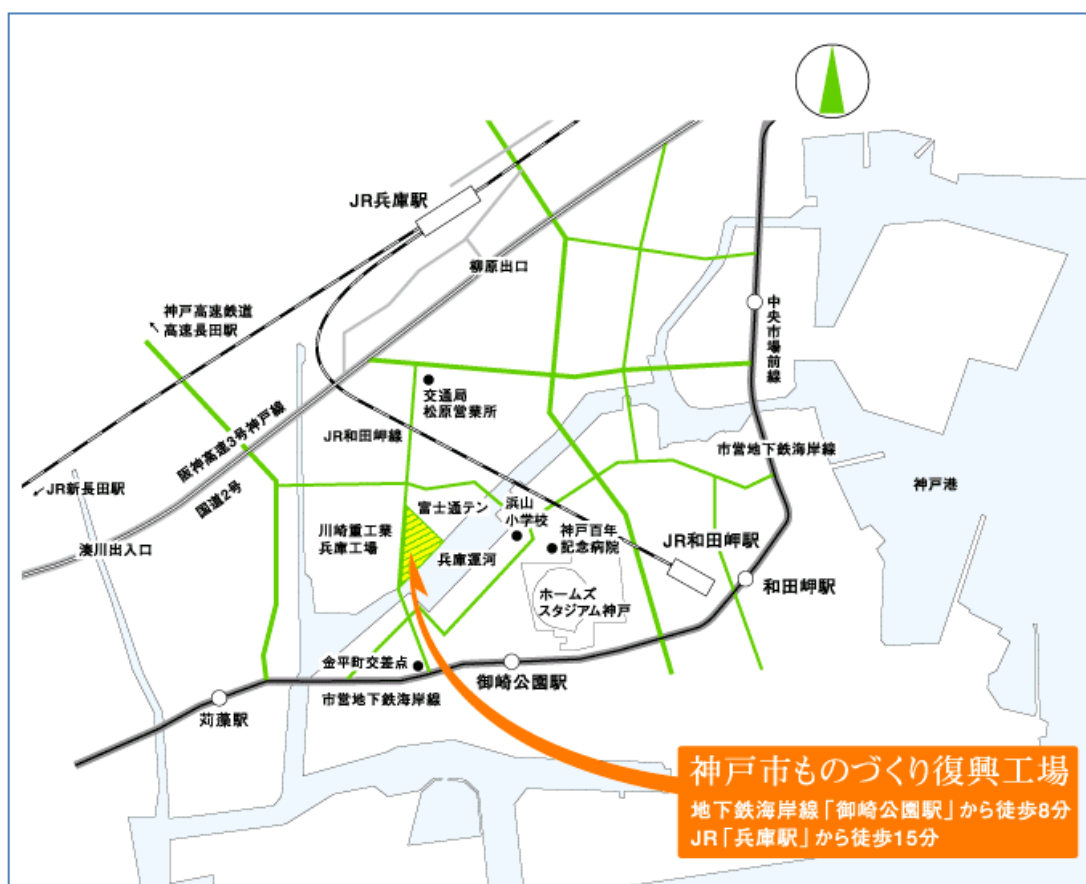 JR兵庫駅
柳原出口
神戸高速鉄道
高速長田駅
中央市場前線
交通局
松原営業所
阪神高速3号神戸線
JR和田岬線
市営地下鉄海岸線
JR新長田駅
国道2号
神戸港
富士通テン
浜山
小学校
川崎重工業
兵庫工場
神戸百年
記念病院
JR和田岬駅
湊川出入口
兵庫運河
和田岬駅
ホームズ
スタジアム神戸
金平町交差点
御崎公園駅
市営地下鉄海岸線
苅藻駅
神戸市ものづくり復興工場
地下鉄海岸線「御崎公園駅」から徒歩8分
JR「兵庫駅」から徒歩15分